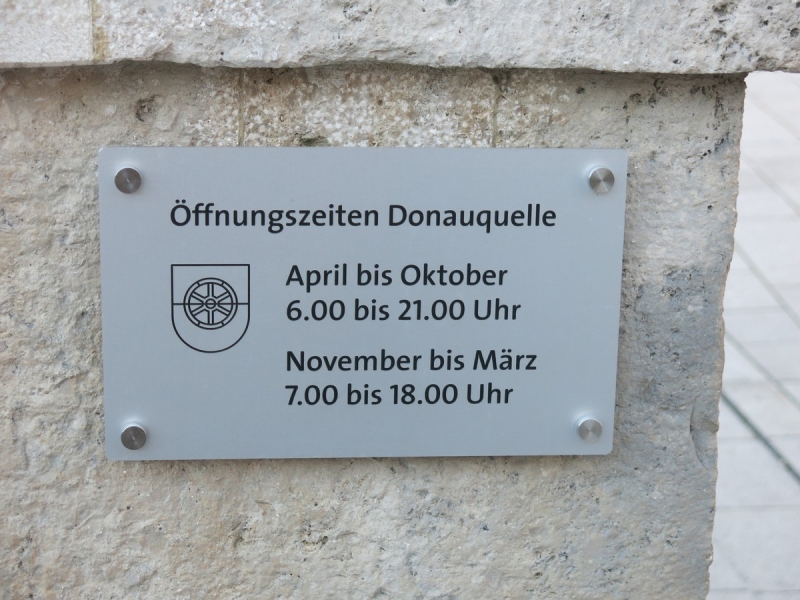 Öffnungszeiten Donauquelle
April bis Oktober
6.00 bis 21.00 Uhr
November bis März
7.00 bis 18.00 Uhr